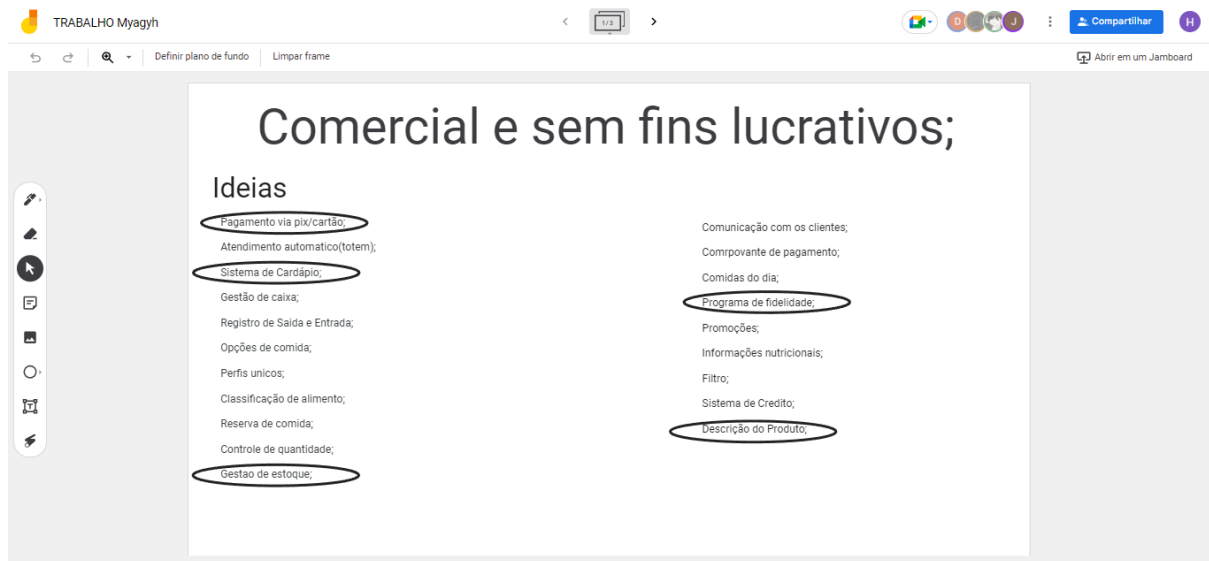 TRABALHO Myagyh
1/3
D
J
Compartilhar
H
Definir plano de fundo
Limpar frame
Abrir em um Jamboard
Comercial e sem fins lucrativos;
Ideias
Pagamento via pix/cartão;
Atendimento automatico(totem);
Sistema de Cardápio;
Gestão de caixa;
Registro de Saida e Entrada;
Opções de comida;
Perfis unicos;
Classificação de alimento;
Reserva de comida;
Controle de quantidade;
Gestao de estoque;
Comunicação com os clientes;
Comrpovante de pagamento;
Comidas do dia;
Programa de fidelidade;
Promoções;
Informações nutricionais;
Filtro;
Sistema de Credito;
Descrição do Produto;